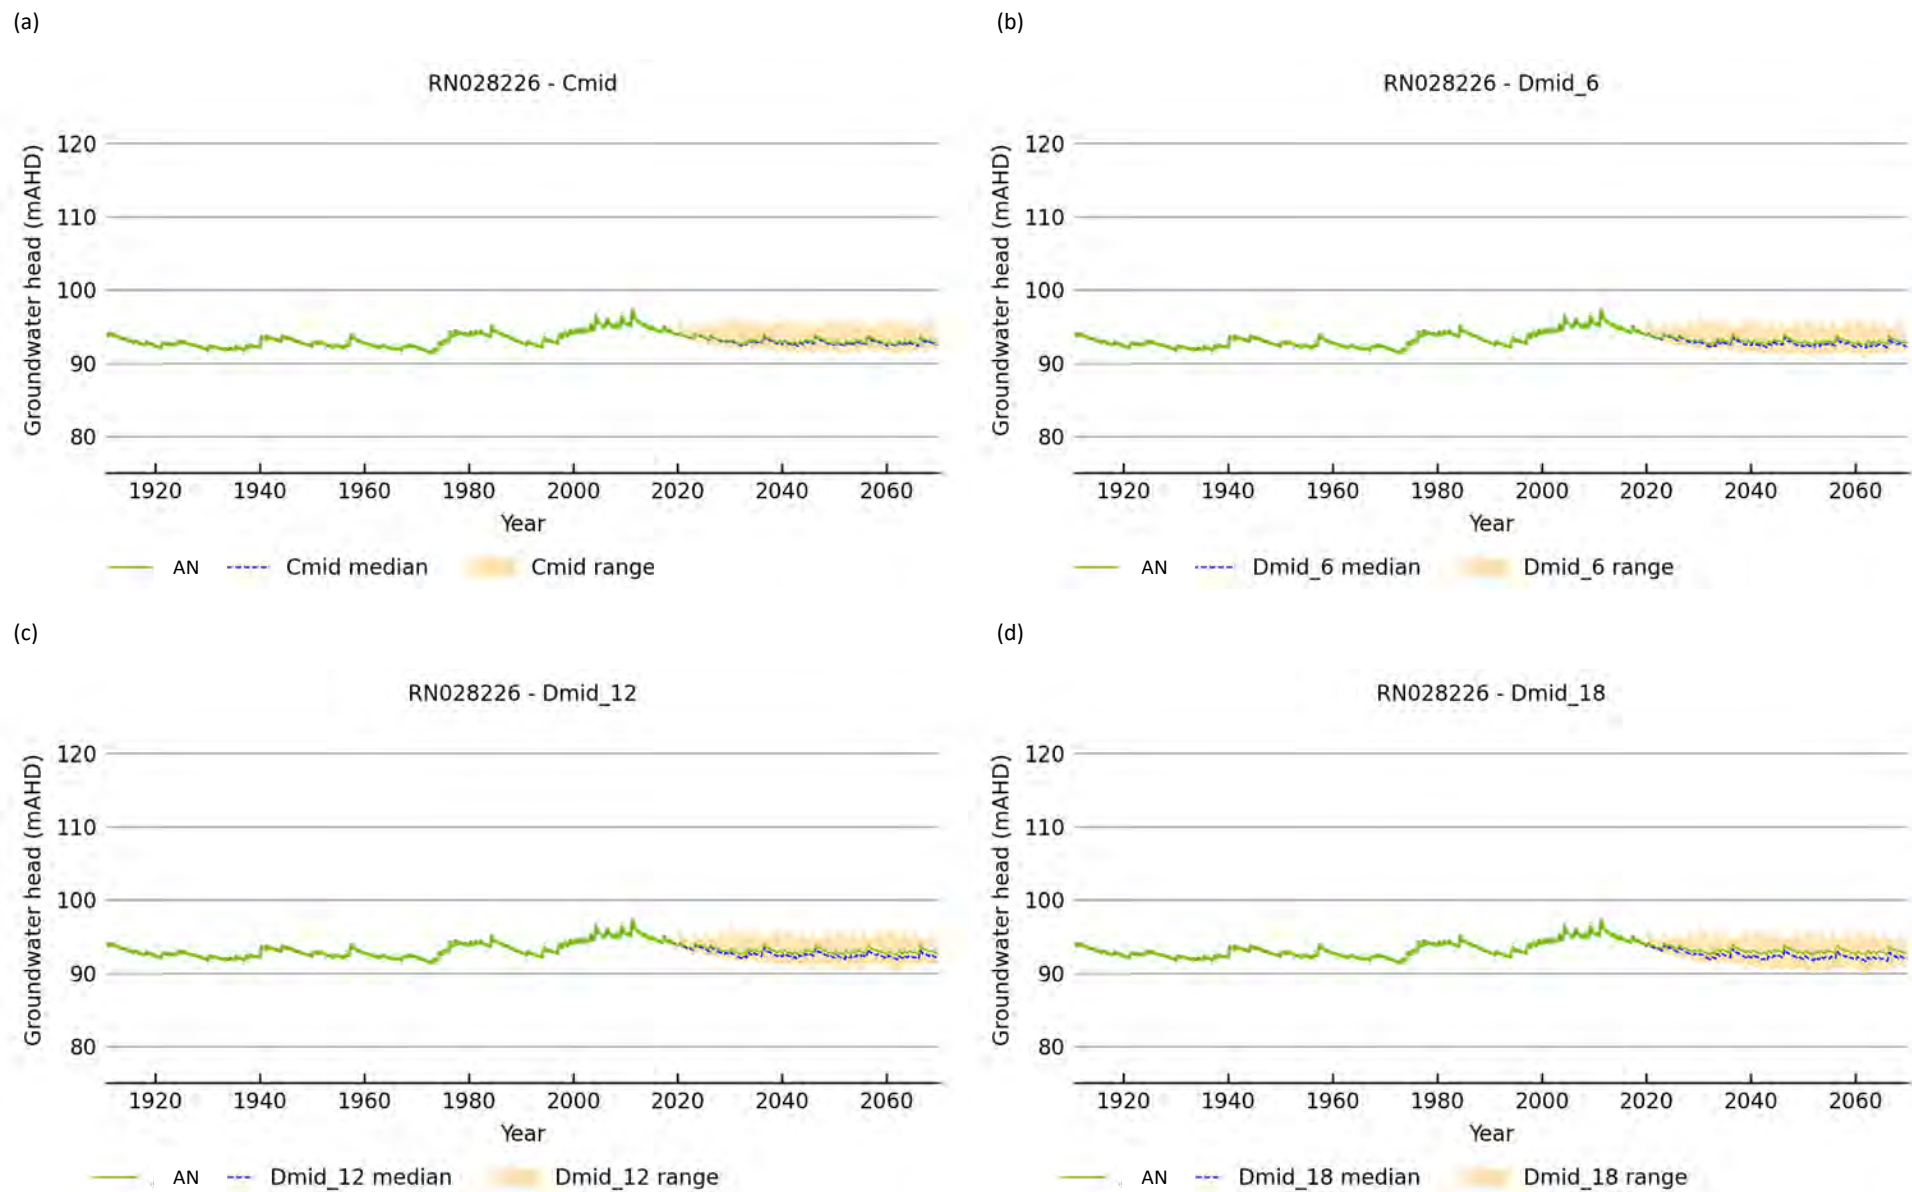 (a)
RN028226 - Cmid
Groundwater head (mAHD)
120
110
100
90
80
1920 1940 1960 1980 2000 2020 2040 2060
Year
AN Cmid median Cmid range
(b)
RN028226 - Dmid_6
Groundwater head (mAHD)
120
110
100
90
80
1920 1940 1960 1980 2000 2020 2040 2060
Year
AN Dmid_6 median Dmid_6 range
(c)
RN028226 - Dmid_12
Groundwater head (mAHD)
120
110
100
90
80
1920 1940 1960 1980 2000 2020 2040 2060
Year
AN Dmid_12 median Dmid_12 range
(d)
RN028226 - Dmid_18
Groundwater head (mAHD)
120
110
100
90
80
1920 1940 1960 1980 2000 2020 2040 2060
Year
AN Dmid_18 median Dmid_18 range